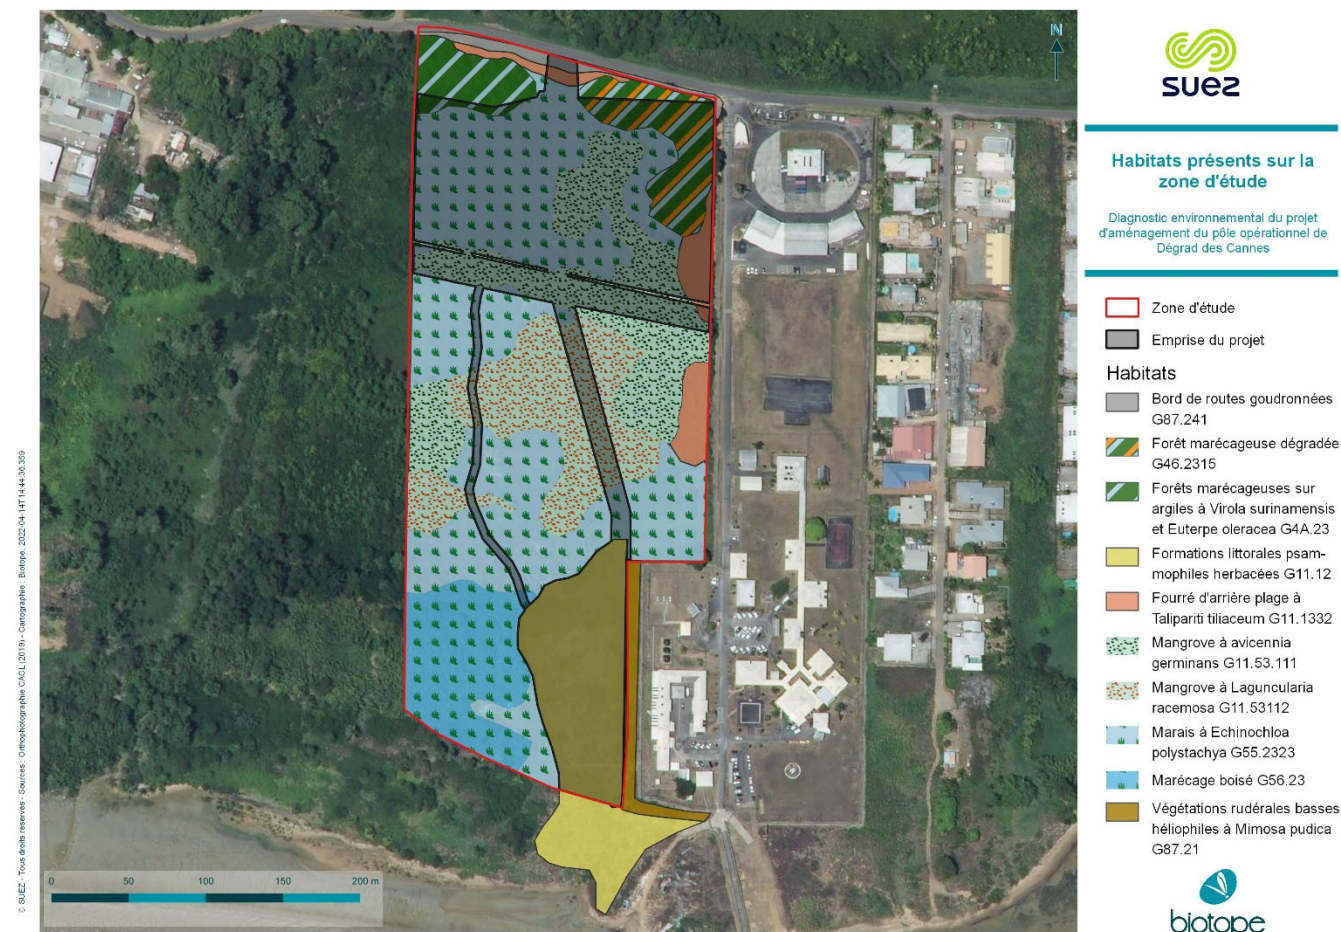 N
suez
Habitats présents sur la
zone d'étude
Diagnostic environnemental du projet
d'aménagement du pôle opérationnel de
Dégrad des Cannes
Zone d'étude
Emprise du projet
Habitats
Bord de routes goudronnées
G87.241
Forêt marécageuse dégradée
G46.2315
Forêts marécageuses sur
argiles à Virola surinamensis
et Euterpe oleracea G4A.23
Formations littorales psam-
mophiles herbacées G11.12
Fourré d'arrière plage à
Talipariti tiliaceum G11.1332
Mangrove à avicennia
germinans G11.53.111
Mangrove à Laguncularia
racemosa G11.53112
Marais à Echinochloa
polystachya G55.2323
Marécage boisé G56.23
Végétations rudérales basses
héliophiles à Mimosa pudica
G87.21
biotope
0 50 100 150 200 m
© SUEZ - Tous droits réservés - Sources : Orthophotographie CACL (2019) - Cartographie : Biotope, 2022-04-14T14:44:36.359